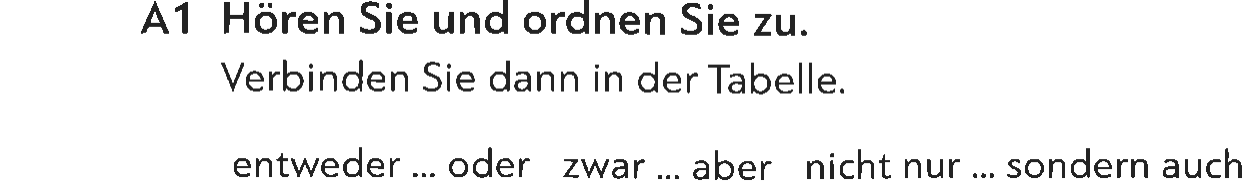 A1 Hören Sie und ordnen Sie zu.
Verbinden Sie dann in der Tabelle.
entweder ... oder zwar ... aber nicht nur ... sondern auch